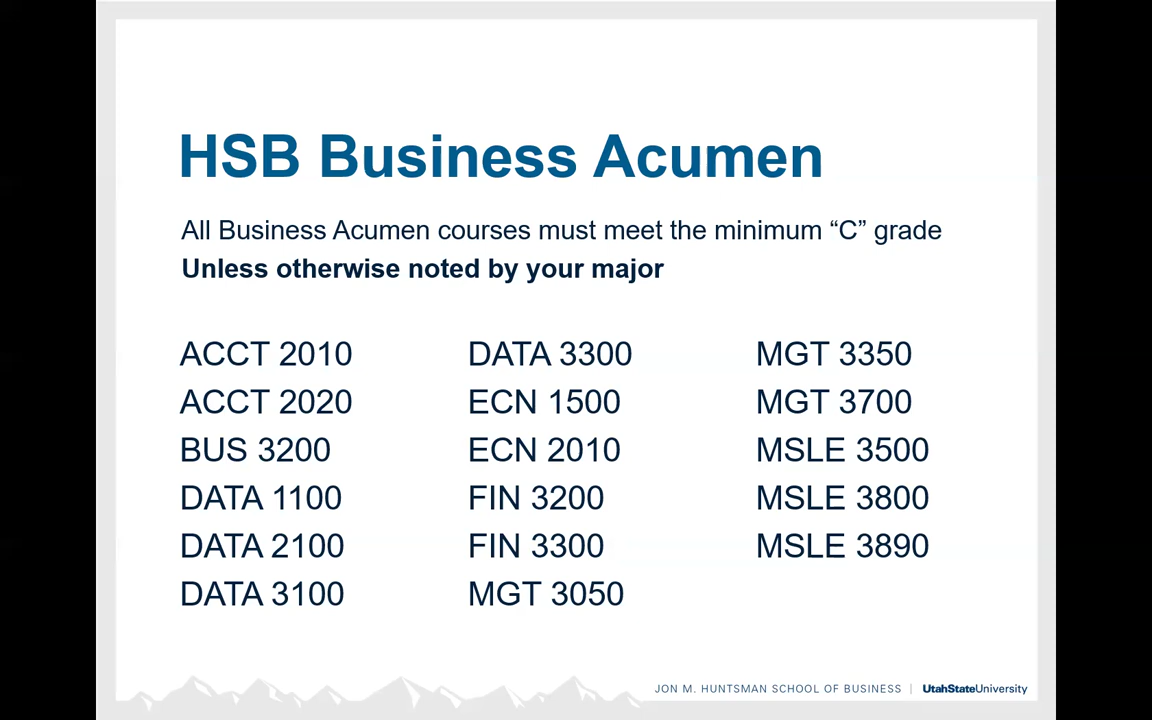 HSB Business Acumen
All Business Acumen courses must meet the minimum “C” grade
Unless otherwise noted by your major
ACCT 2010
ACCT 2020
BUS 3200
DATA 1100
DATA 2100
DATA 3100
DATA 3300
ECN 1500
ECN 2010
FIN 3200
FIN 3300
MGT 3050
MGT 3350
MGT 3700
MSLE 3500
MSLE 3800
MSLE 3890
JON M. HUNTSMAN SCHOOL OF BUSINESS | UtahStateUniversity